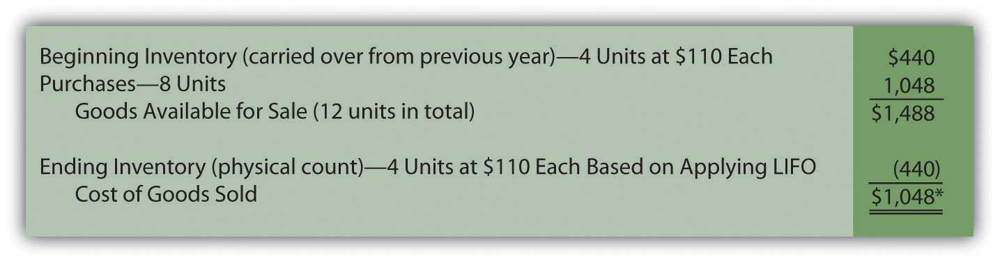 Beginning Inventory (carried over from previous year)—4 Units at $110 Each $440
Purchases—8 Units 1,048
Goods Available for Sale (12 units in total) $1,488
Ending Inventory (physical count)—4 Units at $110 Each Based on Applying LIFO (440)
Cost of Goods Sold $1,048*